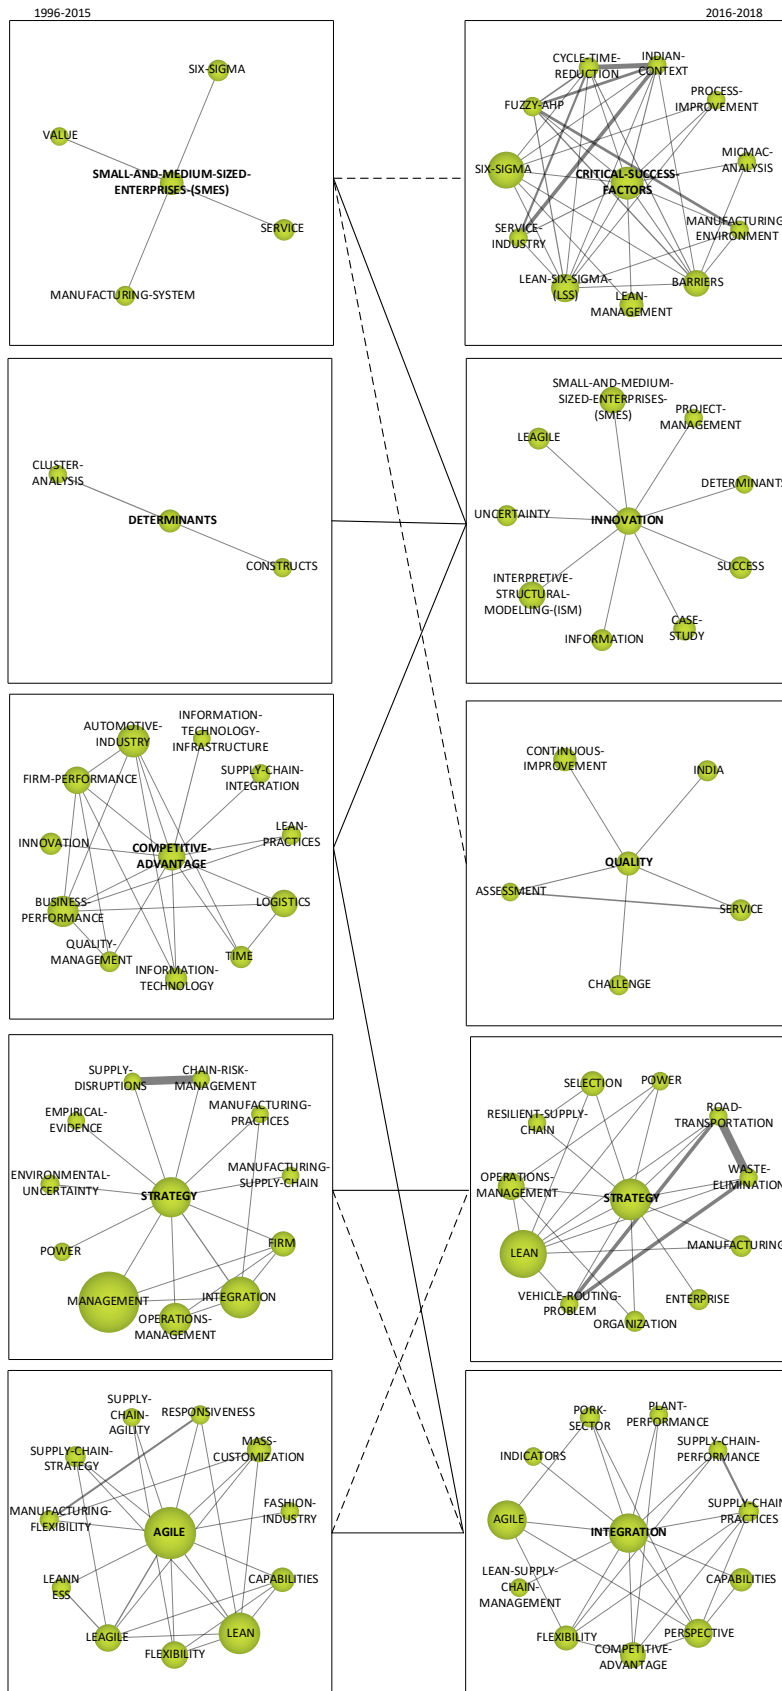 1996-2015
2016-2018
SIX-SIGMA
VALUE
SMALL-AND-MEDIUM-SIZED-
ENTERPRISES-(SMES)
SERVICE
MANUFACTURING-SYSTEM
CYCLE-TIME-
REDUCTION
INDIAN-
CONTEXT
FUZZY-AHP
PROCESS-
IMPROVEMENT
SIX-SIGMA
CRITICAL-SUCCESS-
FACTORS
MICMAC-
ANALYSIS
SERVICE-
INDUSTRY
MANUFACTURING-
ENVIRONMENT
LEAN-SIX-SIGMA-
(LSS)
LEAN-
MANAGEMENT
BARRIERS
CLUSTER-
ANALYSIS
DETERMINANTS
CONSTRUCTS
SMALL-AND-MEDIUM-
SIZED-ENTERPRISES-
(SMES)
PROJECT-
MANAGEMENT
LEAGILE
DETERMINANTS
UNCERTAINTY
INNOVATION
SUCCESS
INTERPRETIVE-
STRUCTURAL-
MODELLING-(ISM)
INFORMATION
CASE-
STUDY
AUTOMOTIVE-
INDUSTRY
INFORMATION-
TECHNOLOGY-
INFRASTRUCTURE
FIRM-PERFORMANCE
SUPPLY-CHAIN-
INTEGRATION
INNOVATION
COMPETITIVE-
ADVANTAGE
LEAN-
PRACTICES
BUSINESS-
PERFORMANCE
LOGISTICS
QUALITY-
MANAGEMENT
INFORMATION-
TECHNOLOGY
TIME
CONTINUOUS-
IMPROVEMENT
INDIA
QUALITY
ASSESSMENT
SERVICE
CHALLENGE
SUPPLY-
DISRUPTIONS
CHAIN-RISK-
MANAGEMENT
EMPIRICAL-
EVIDENCE
MANUFACTURING-
PRACTICES
ENVIRONMENTAL-
UNCERTAINTY
STRATEGY
MANUFACTURING-
SUPPLY-CHAIN
POWER
FIRM
MANAGEMENT
OPERATIONS-
MANAGEMENT
INTEGRATION
SELECTION
POWER
RESILIENT-SUPPLY-
CHAIN
ROAD-
TRANSPORTATION
OPERATIONS-
MANAGEMENT
STRATEGY
WASTE-
ELIMINATION
LEAN
MANUFACTURING
VEHICLE-ROUTING-
PROBLEM
ENTERPRISE
ORGANIZATION
SUPPLY-
CHAIN-
AGILITY
RESPONSIVENESS
SUPPLY-CHAIN-
STRATEGY
MASS-
CUSTOMIZATION
MANUFACTURING-
FLEXIBILITY
AGILE
FASHION-
INDUSTRY
LEANN
ESS
CAPABILITIES
LEAGILE
FLEXIBILITY
LEAN
PORK-
SECTOR
PLANT-
PERFORMANCE
INDICATORS
SUPPLY-CHAIN-
PERFORMANCE
AGILE
INTEGRATION
SUPPLY-CHAIN-
PRACTICES
LEAN-SUPPLY-
CHAIN-
MANAGEMENT
CAPABILITIES
FLEXIBILITY
COMPETITIVE-
ADVANTAGE
PERSPECTIVE